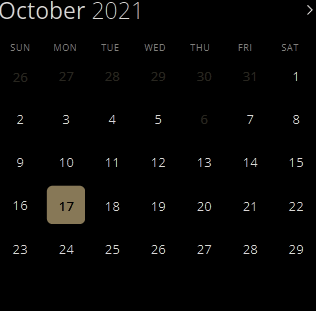 October 2021
SUN MON TUE WED THU FRI SAT
26 27 28 29 30 31 1
2 3 4 5 6 7 8
9 10 11 12 13 14 15
16 17 18 19 20 21 22
23 24 25 26 27 28 29